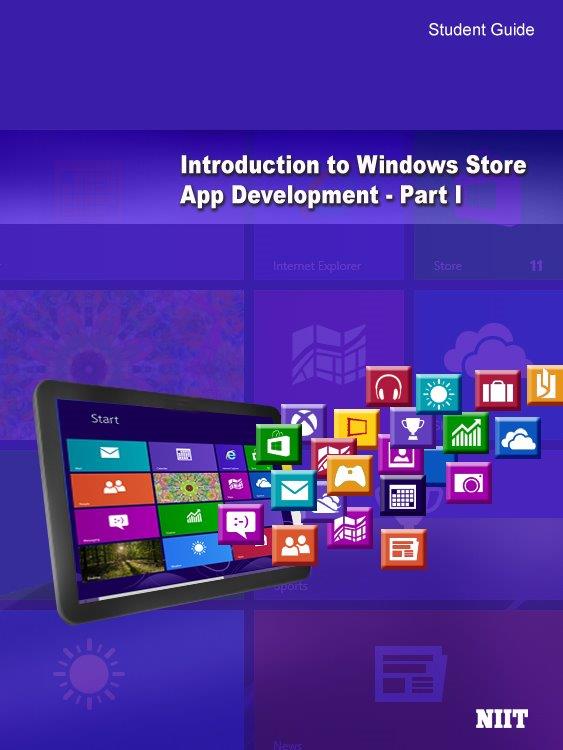 Student Guide
Introduction to Windows Store
App Development - Part I
Internet Explorer
Store
11
Start
Sports
News
NIIT